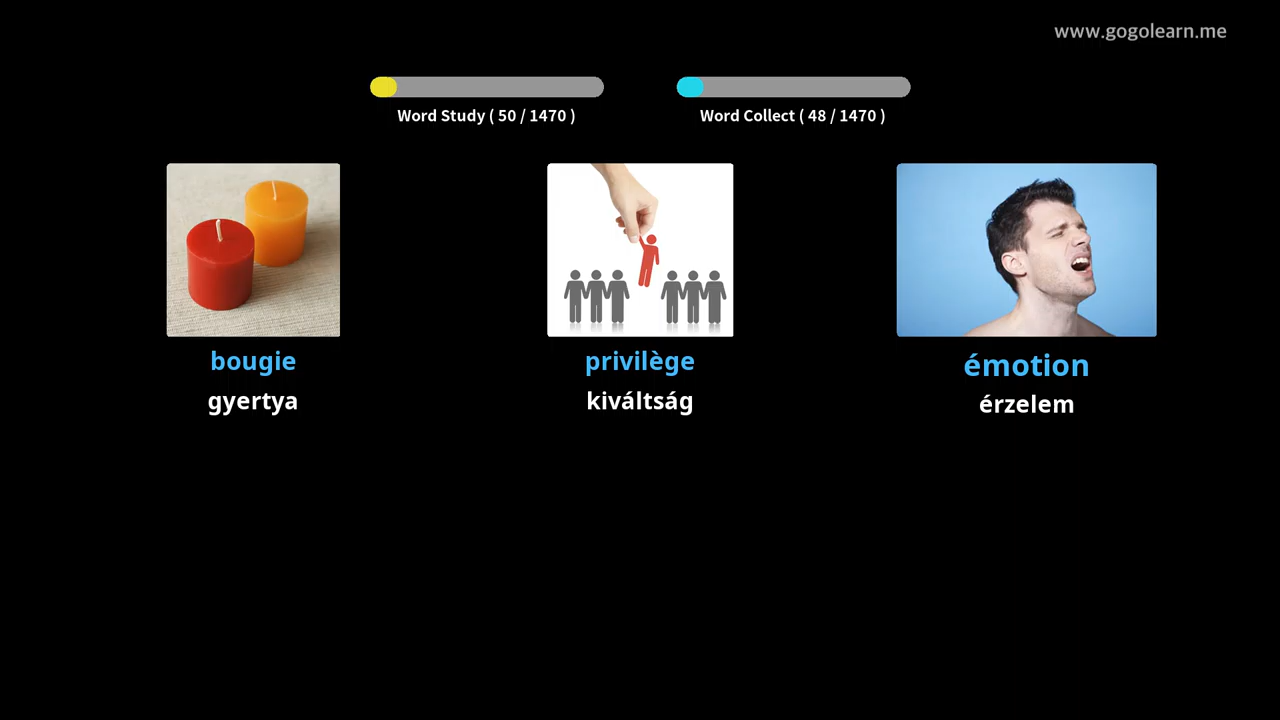 www.gogolearn.me
Word Study ( 50 / 1470 )
Word Collect ( 48 / 1470 )
bougie
gyertya
privilège
kiváltság
émotion
érzelem